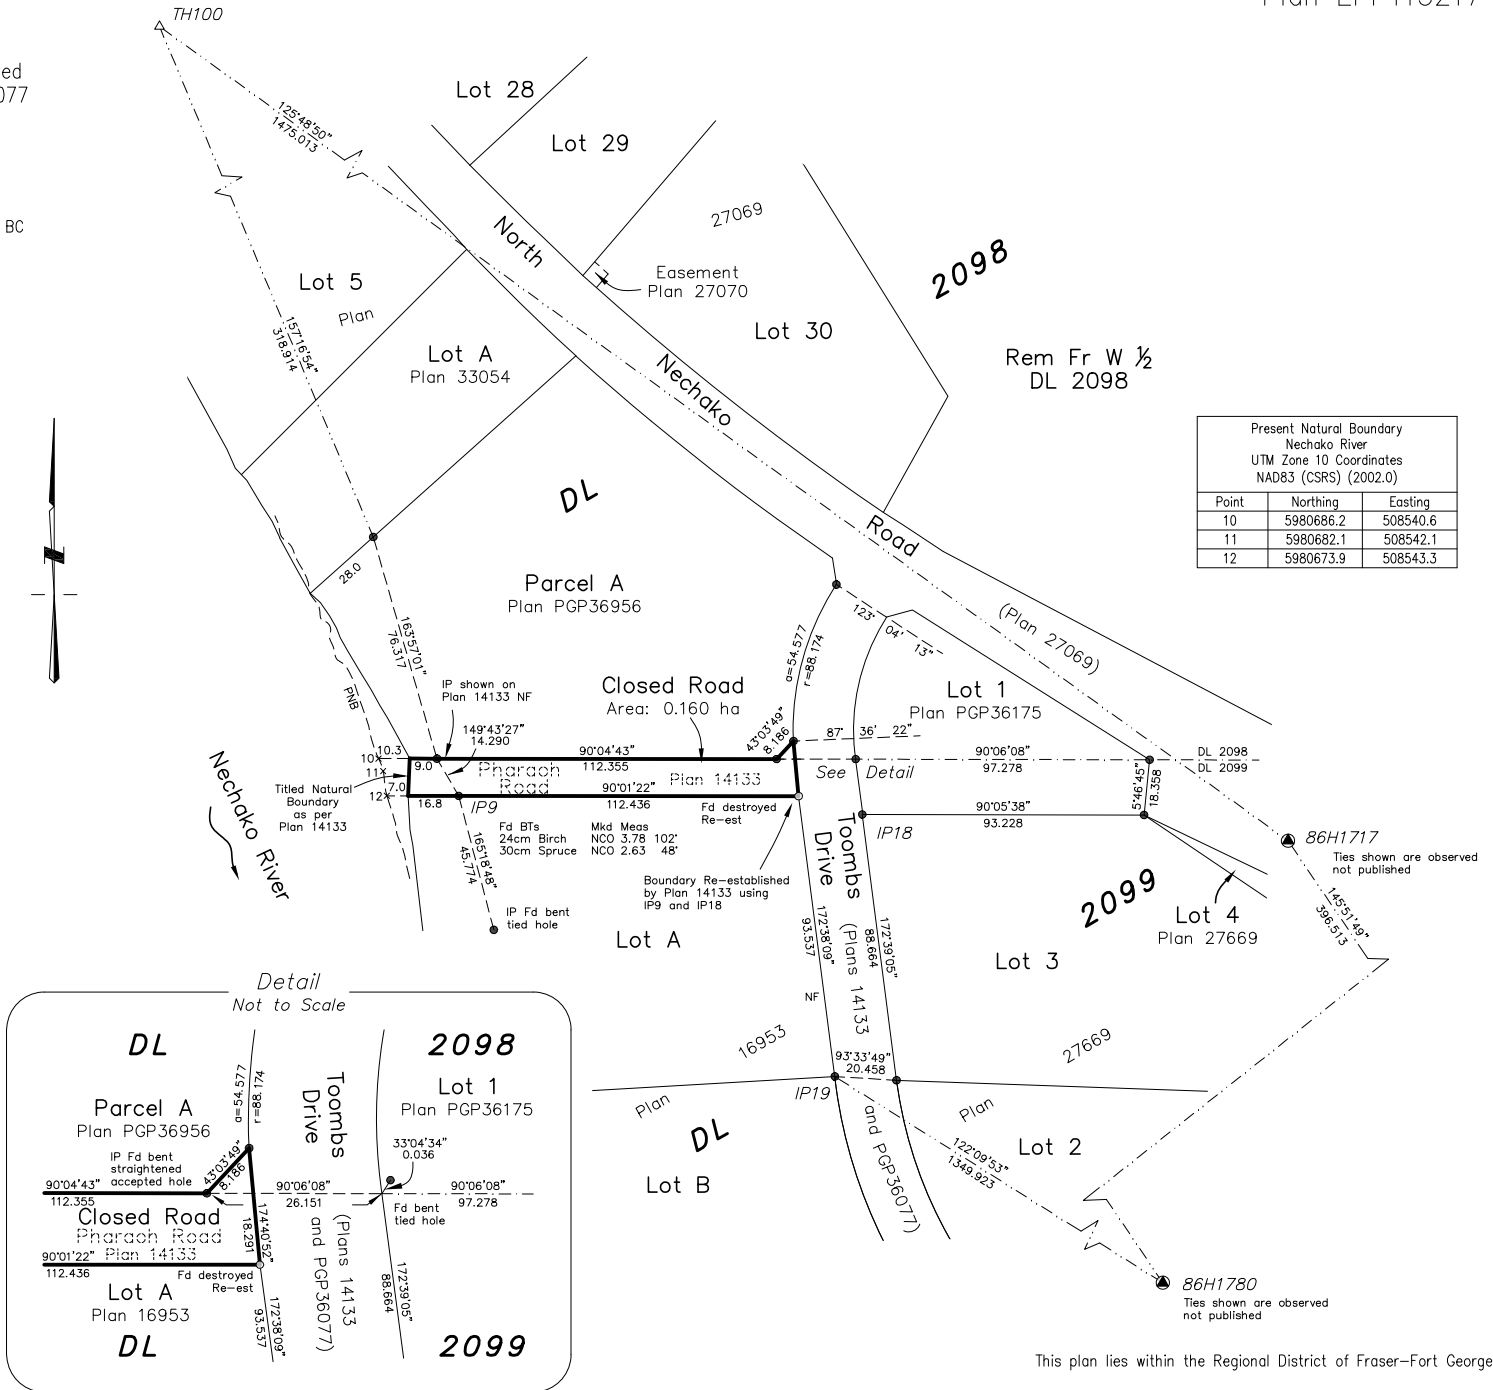 TH100
ed
077
BC
125°48'50"
1475.013
Lot 28
Lot 29
27069
North
Easement
Plan 27070
2098
Lot 5
Plan
157°16'54"
318.914
Lot A
Plan 33054
Lot 30
Nechako
Rem Fr W ½
DL 2098
Present Natural Boundary
Nechako River
UTM Zone 10 Coordinates
NAD83 (CSRS) (2002.0)
Point Northing Easting
10 5980686.2 508540.6
11 5980682.1 508542.1
12 5980673.9 508543.3
DL
Road
28.0
Parcel A
Plan PGP36956
163°57'01"
76.317
a=54.577
r=88.174
123° 04' 13"
(Plan 27069)
PNB
IP shown on
Plan 14133 NF
Closed Road
Area: 0.160 ha
Lot 1
Plan PGP36175
149°43'27"
14.290
43°03'49"
8.186
87° 36' 22"
10 10.3
9.0
90°04'43"
112.355
See Detail
90°06'08"
97.278
DL 2098
DL 2099
11
7.0
Pharaoh
Road
Plan 14133
5°46'45"
18.358
Nechako River
Titled Natural
Boundary
as per
Plan 14133
12
16.8
IP9
90°01'22"
112.436
Fd destroyed
Re-est
90°05'38"
93.228
IP18
Fd BTs Mkd Meas
24cm Birch NCO 3.78 102°
30cm Spruce NCO 2.63 48°
165°18'48"
45.774
Toombs
Drive
86H1717
Ties shown are observed
not published
Boundary Re-established
by Plan 14133 using
IP9 and IP18
IP Fd bent
tied hole
Lot A
172°38'09"
93.537
(Plans 14133
172°39'05"
88.664
2099
Lot 4
Plan 27669
145°51'49"
396.513
Lot 3
NF
16953
27669
93°33'49"
20.458
IP19
Plan
DL
and PGP36077)
Plan
Lot 2
122°09'53"
1349.923
Lot B
86H1780
Ties shown are observed
not published
Detail
Not to Scale
DL
2098
a=54.577
r=88.174
Toombs
Drive
Lot 1
Plan PGP36175
Parcel A
Plan PGP36956
IP Fd bent
straightened
accepted hole
43°03'49"
8.186
33°04'34"
0.036
90°04'43"
112.355
90°06'08"
26.151
90°06'08"
97.278
Fd bent
tied hole
Closed Road
Pharaoh Road
Plan 14133
174°40'52"
18.291
(Plans 14133
and PGP36077)
90°01'22"
112.436
Fd destroyed
Re-est
Lot A
Plan 16953
172°38'09"
93.537
172°39'05"
88.664
DL
2099
This plan lies within the Regional District of Fraser–Fort George